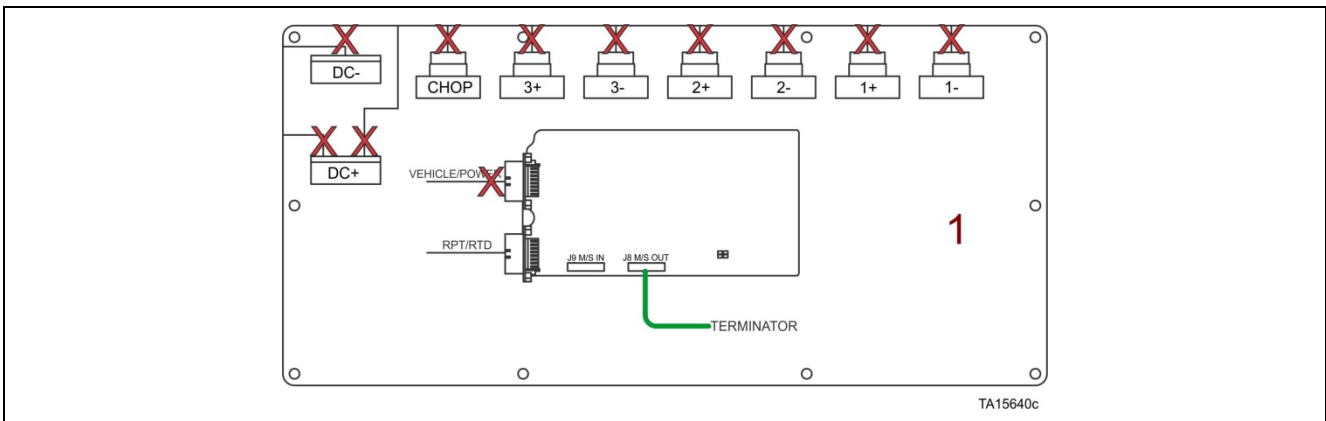 DC-
CHOP
3+
3-
2+
2-
1+
1-
DC+
VEHICLE/POWER
RPT/RTD
J9 M/S IN
J8 M/S OUT
1
TERMINATOR
TA15640c